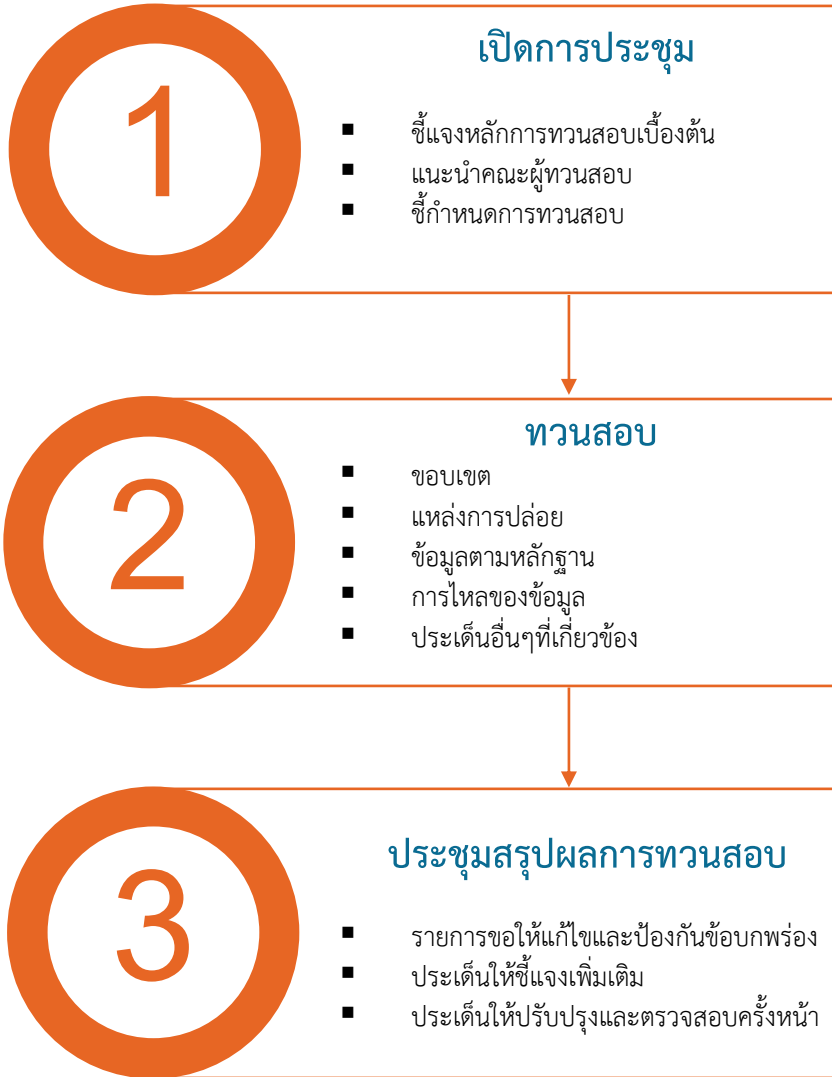 1
เปิดการประชุม
■ ชี้แจงหลักการทวนสอบเบื้องต้น
■ แนะนำคณะผู้ทวนสอบ
■ ชี้กำหนดการทวนสอบ
2
ทวนสอบ
■ ขอบเขต
■ แหล่งการปล่อย
■ ข้อมูลตามหลักฐาน
■ การไหลของข้อมูล
■ ประเด็นอื่นๆที่เกี่ยวข้อง
3
ประชุมสรุปผลการทวนสอบ
■ รายการขอให้แก้ไขและป้องกันข้อบกพร่อง
■ ประเด็นให้ชี้แจงเพิ่มเติม
■ ประเด็นให้ปรับปรุงและตรวจสอบครั้งหน้า